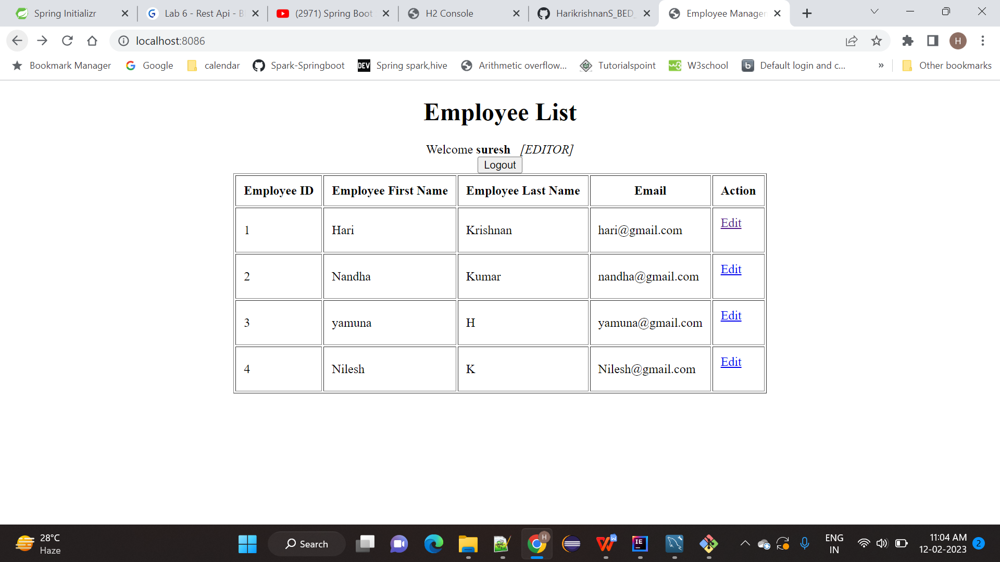 Spring Initializr
Lab 6 - Rest Api - B
(2971) Spring Boot
H2 Console
HarikrishnanS_BED_
Employee Manager
localhost:8086
H
Bookmark Manager
Google
calendar
Spark-Springboot
DEV
Spring spark,hive
Arithmetic overflow...
Tutorialspoint
W3school
Default login and c...
»
Other bookmarks
Employee List
Welcome suresh [EDITOR]
Logout
Employee ID Employee First Name Employee Last Name Email Action
1 Hari Krishnan hari@gmail.com Edit
2 Nandha Kumar nandha@gmail.com Edit
3 yamuna H yamuna@gmail.com Edit
4 Nilesh K Nilesh@gmail.com Edit
28°C
Haze
Search
H
W
IE
ENG
IN
11:04 AM
12-02-2023
2